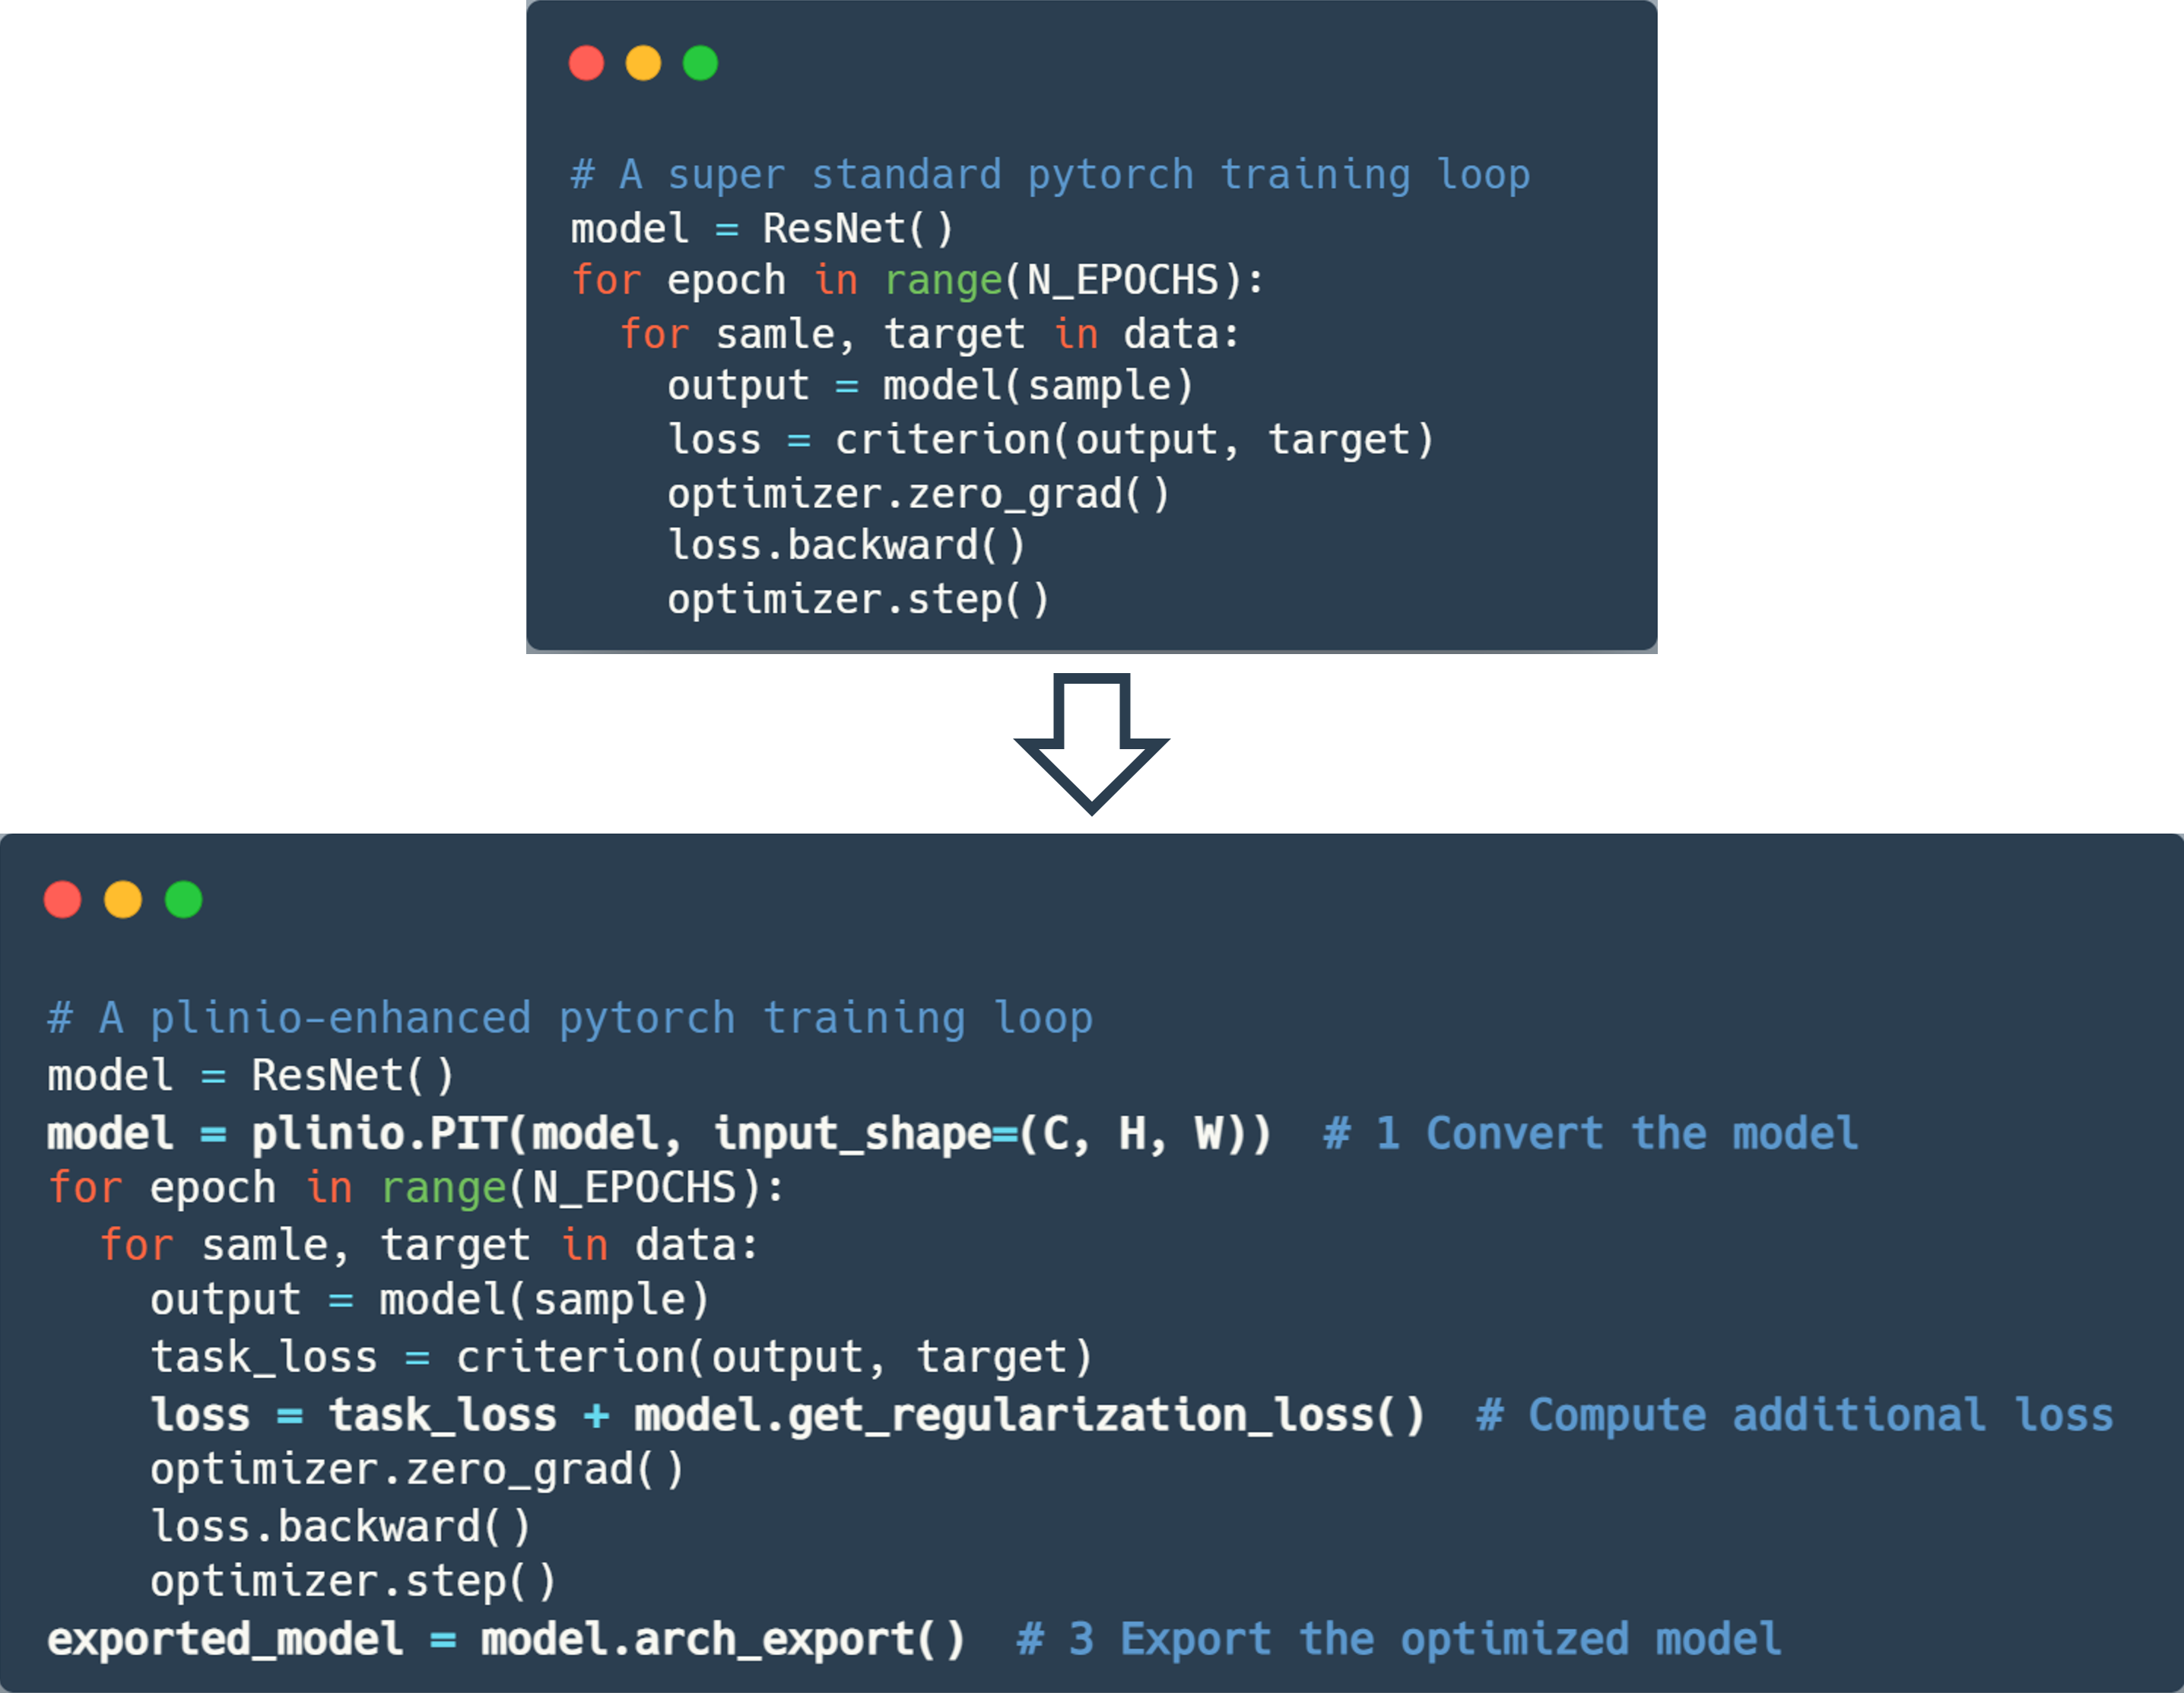 # A super standard pytorch training loop
model = ResNet()
for epoch in range(N_EPOCHS):
  for samle, target in data:
    output = model(sample)
    loss = criterion(output, target)
    optimizer.zero_grad()
    loss.backward()
    optimizer.step()
# A plinio-enhanced pytorch training loop
model = ResNet()
model = plinio.PIT(model, input_shape=(C, H, W))  # 1 Convert the model
for epoch in range(N_EPOCHS):
  for samle, target in data:
    output = model(sample)
    task_loss = criterion(output, target)
    loss = task_loss + model.get_regularization_loss()  # Compute additional loss
    optimizer.zero_grad()
    loss.backward()
    optimizer.step()
exported_model = model.arch_export()  # 3 Export the optimized model